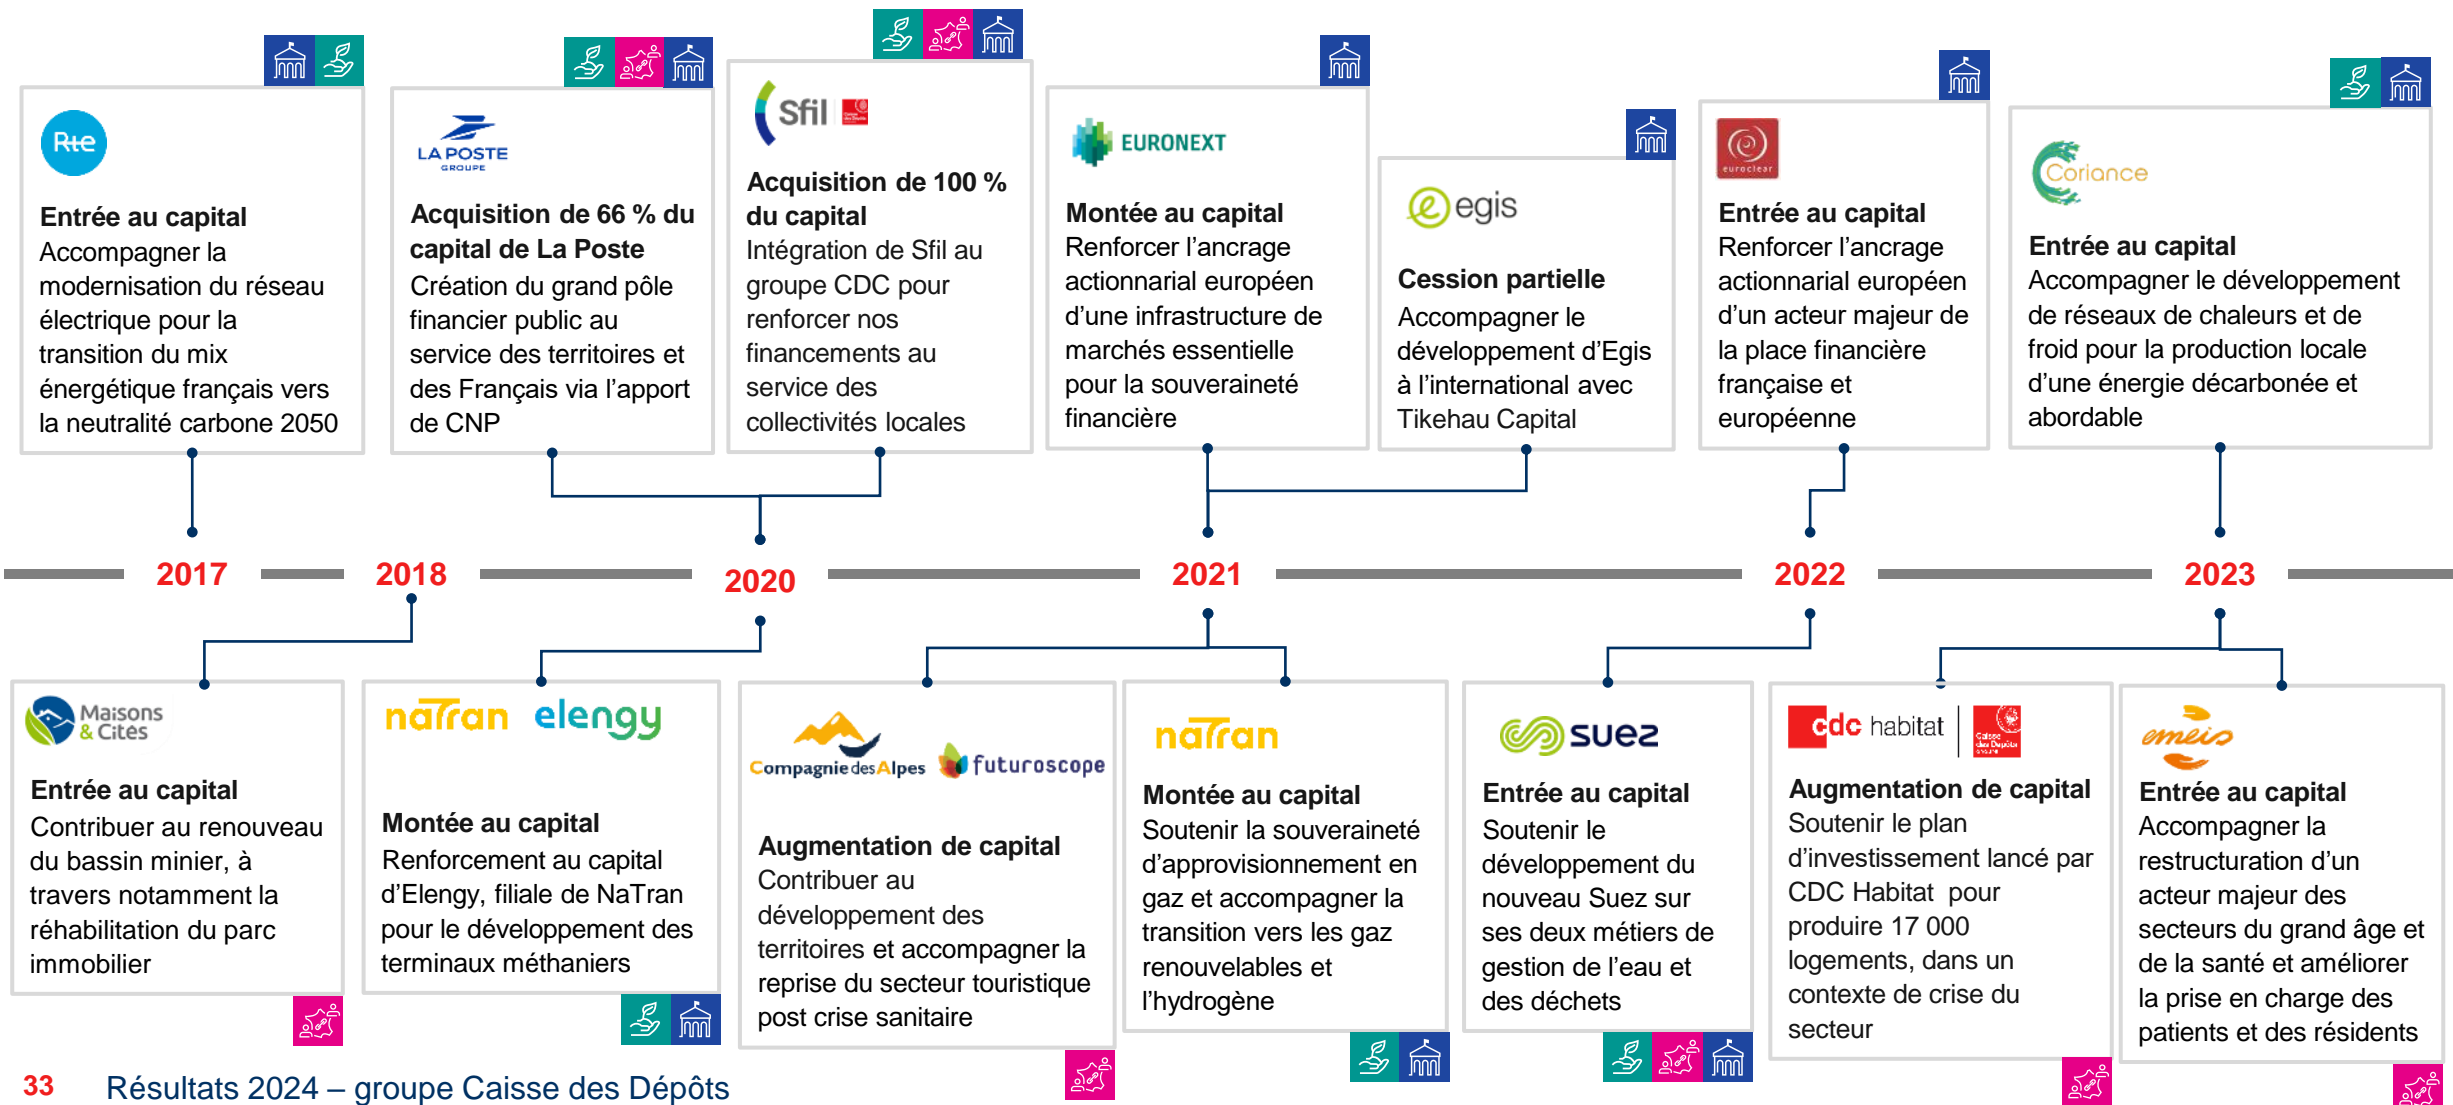 Rte
Entrée au capital
Accompagner la
modernisation du réseau
électrique pour la
transition du mix
énergétique français vers
la neutralité carbone 2050
LA POSTE
GROUPE
Acquisition de 66 % du
capital de La Poste
Création du grand pôle
financier public au
service des territoires et
des Français via l’apport
de CNP
Sfil
Acquisition de 100 %
du capital
Intégration de Sfil au
groupe CDC pour
renforcer nos
financements au
service des
collectivités locales
EURONEXT
Montée au capital
Renforcer l’ancrage
actionnarial européen
d’une infrastructure de
marchés essentielle
pour la souveraineté
financière
egis
Cession partielle
Accompagner le
développement d’Egis
à l’international avec
Tikehau Capital
euroclear
Entrée au capital
Renforcer l’ancrage
actionnarial européen
d’un acteur majeur de
la place financière
française et
européenne
Coriance
Entrée au capital
Accompagner le développement
de réseaux de chaleurs et de
froid pour la production locale
d’une énergie décarbonée et
abordable
2017
2018
2020
2021
2022
2023
Maisons
& Cités
Entrée au capital
Contribuer au renouveau
du bassin minier, à
travers notamment la
réhabilitation du parc
immobilier
naTran elengy
Montée au capital
Renforcement au capital
d’Elengy, filiale de NaTran
pour le développement des
terminaux méthaniers
Compagnie des Alpes futuroscope
Augmentation de capital
Contribuer au
développement des
territoires et accompagner la
reprise du secteur touristique
post crise sanitaire
naTran
Montée au capital
Soutenir la souveraineté
d’approvisionnement en
gaz et accompagner la
transition vers les gaz
renouvelables et
l’hydrogène
suez
Entrée au capital
Soutenir le
développement du
nouveau Suez sur
ses deux métiers de
gestion de l’eau et
des déchets
cdc habitat Caisse des Dépôts
Augmentation de capital
Soutenir le plan
d’investissement lancé par
CDC Habitat pour
produire 17 000
logements, dans un
contexte de crise du
secteur
emeis
Entrée au capital
Accompagner la
restructuration d’un
acteur majeur des
secteurs du grand âge et
de la santé et améliorer
la prise en charge des
patients et des résidents
33 Résultats 2024 – groupe Caisse des Dépôts